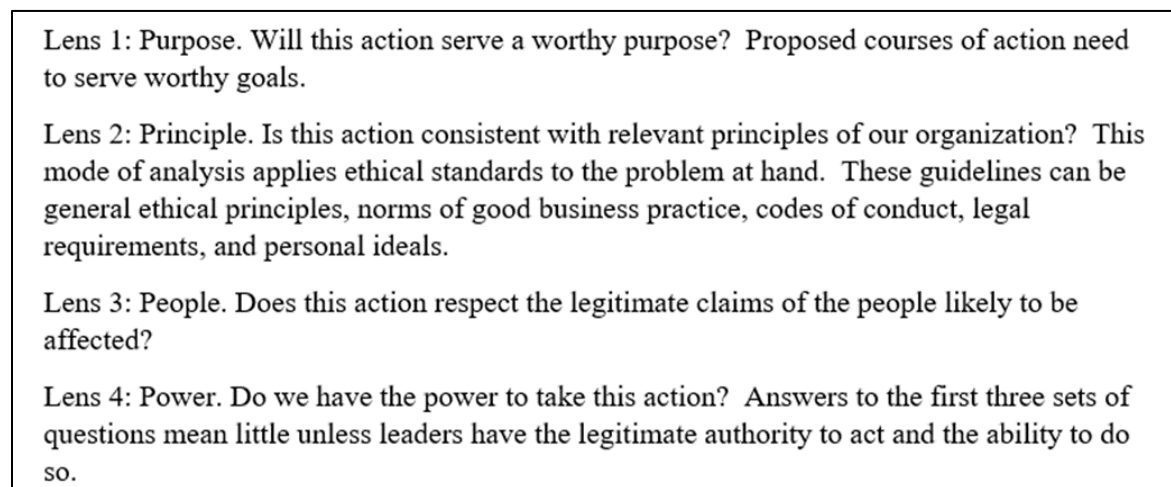 Lens 1: Purpose. Will this action serve a worthy purpose?  Proposed courses of action need
to serve worthy goals.
Lens 2: Principle. Is this action consistent with relevant principles of our organization?  This
mode of analysis applies ethical standards to the problem at hand.  These guidelines can be
general ethical principles, norms of good business practice, codes of conduct, legal
requirements, and personal ideals.
Lens 3: People. Does this action respect the legitimate claims of the people likely to be
affected?
Lens 4: Power. Do we have the power to take this action?  Answers to the first three sets of
questions mean little unless leaders have the legitimate authority to act and the ability to do
so.